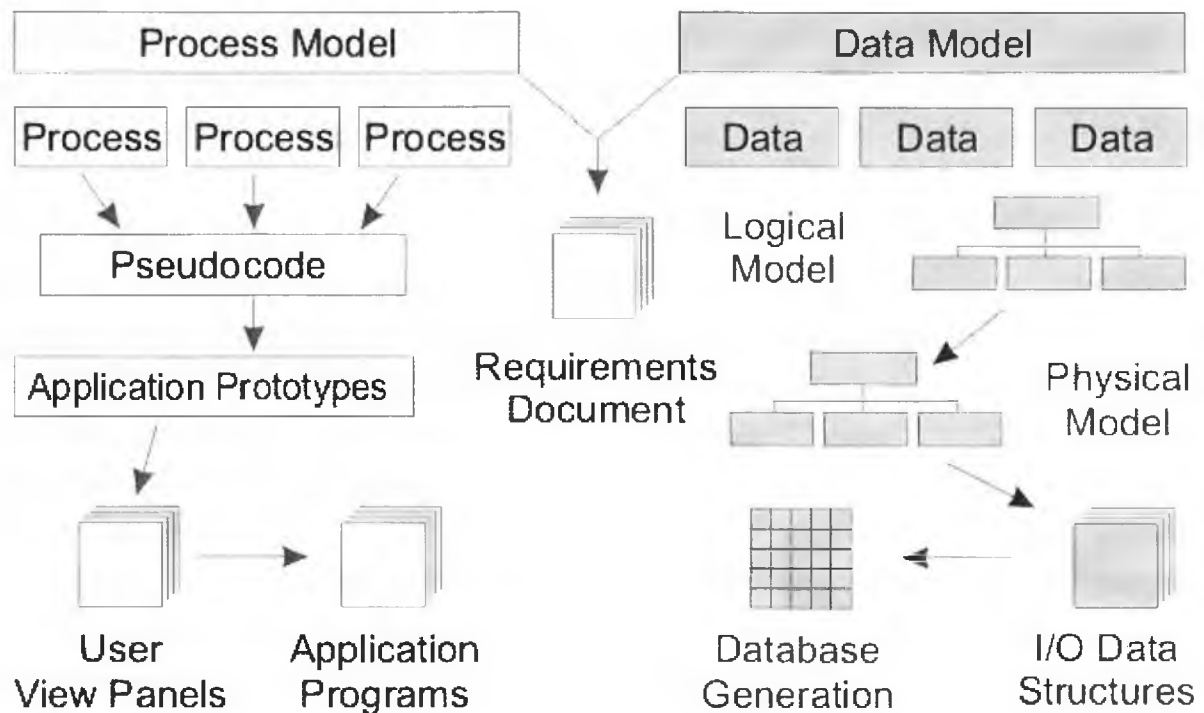 Process Model
Data Model
Process
Process
Process
Data
Data
Data
Pseudocode
Logical
Model
Application Prototypes
Requirements
Document
Physical
Model
User
View Panels
Application
Programs
Database
Generation
I/O Data
Structures